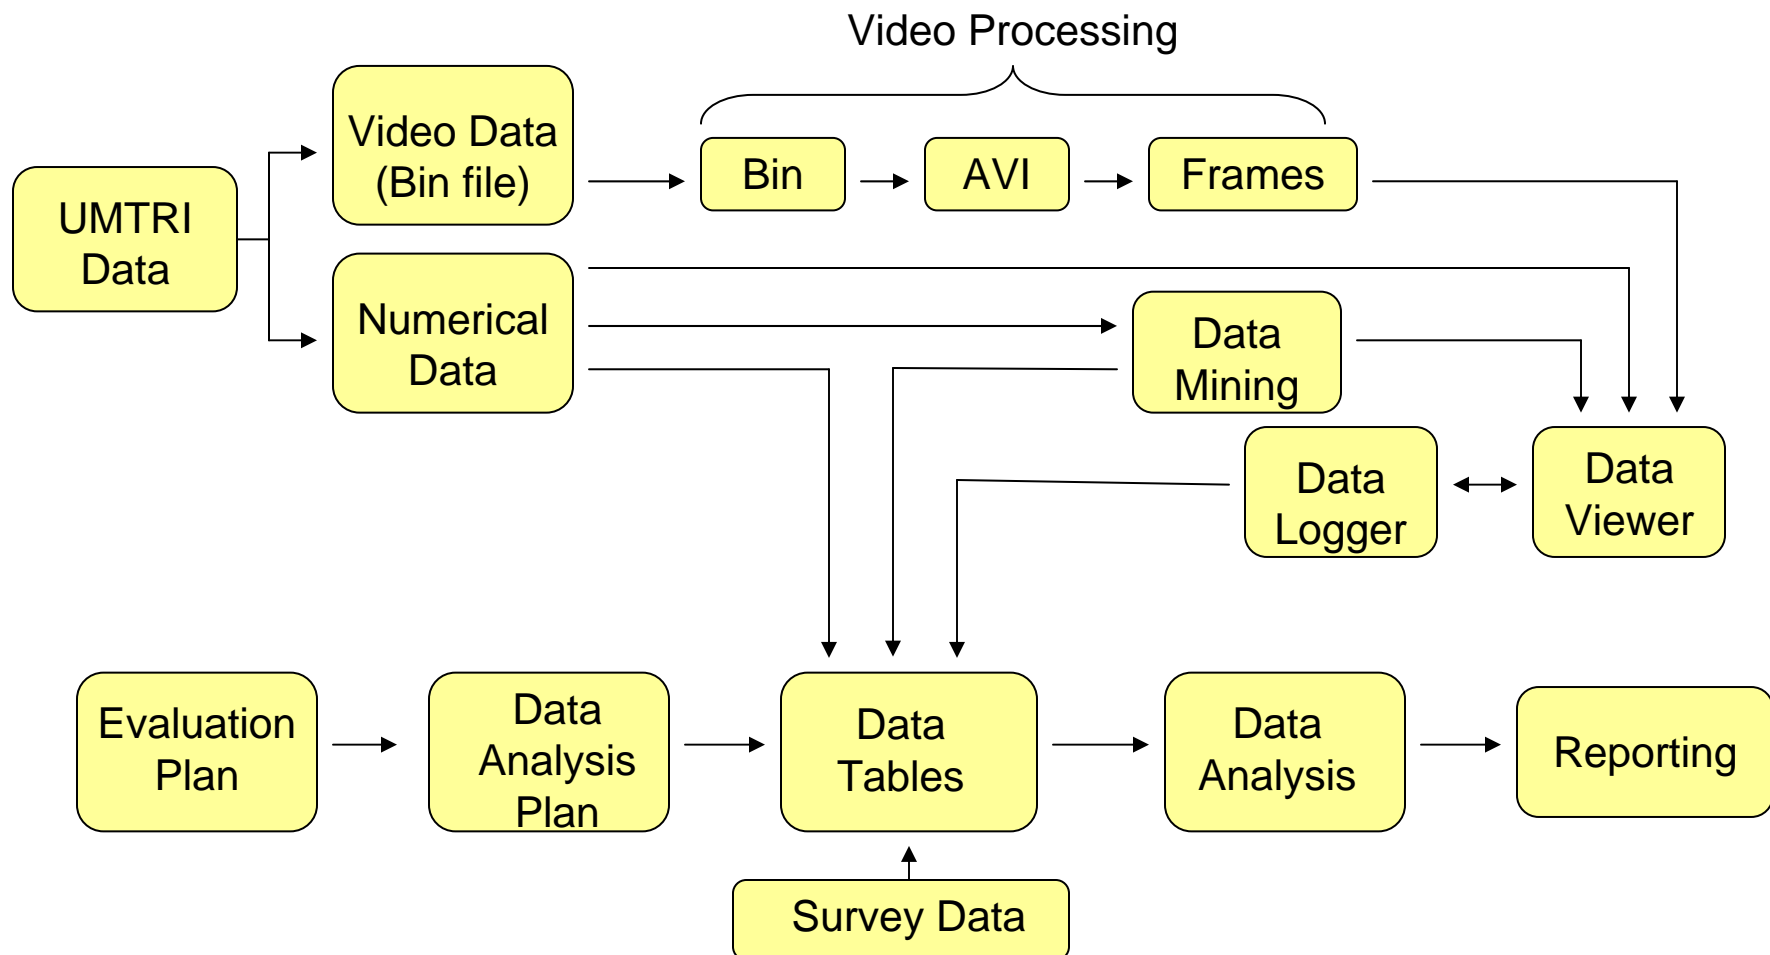 Video Processing
Video Data
(Bin file)
Bin
AVI
Frames
UMTRI
Data
Numerical
Data
Data
Mining
Data
Logger
Data
Viewer
Evaluation
Plan
Data
Analysis
Plan
Data
Tables
Data
Analysis
Reporting
Survey Data